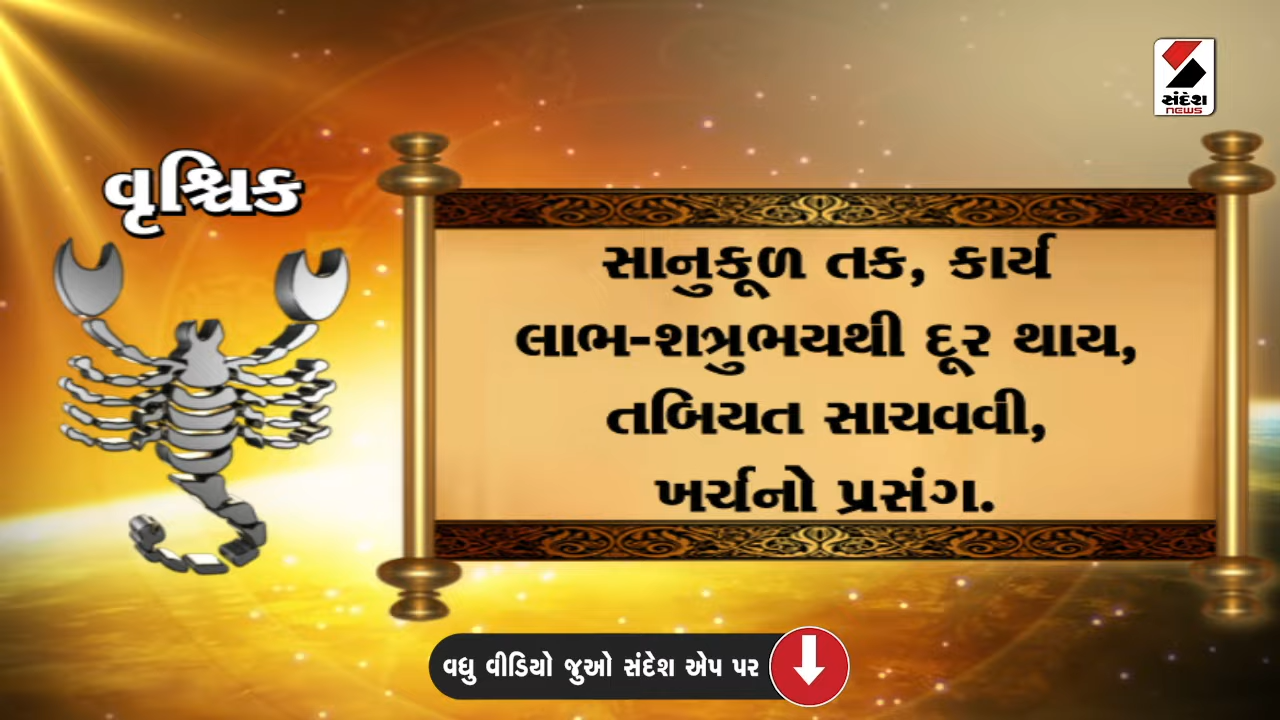 સંદેશ
NEWS
વૃશ્ચિક
સાનુકૂળ તક, કાર્ય
લાભ-શત્રુભયથી દૂર થાય,
તબિયત સાચવવી,
ખર્ચનો પ્રસંગ.
વધુ વીડિયો જુઓ સંદેશ એપ પર